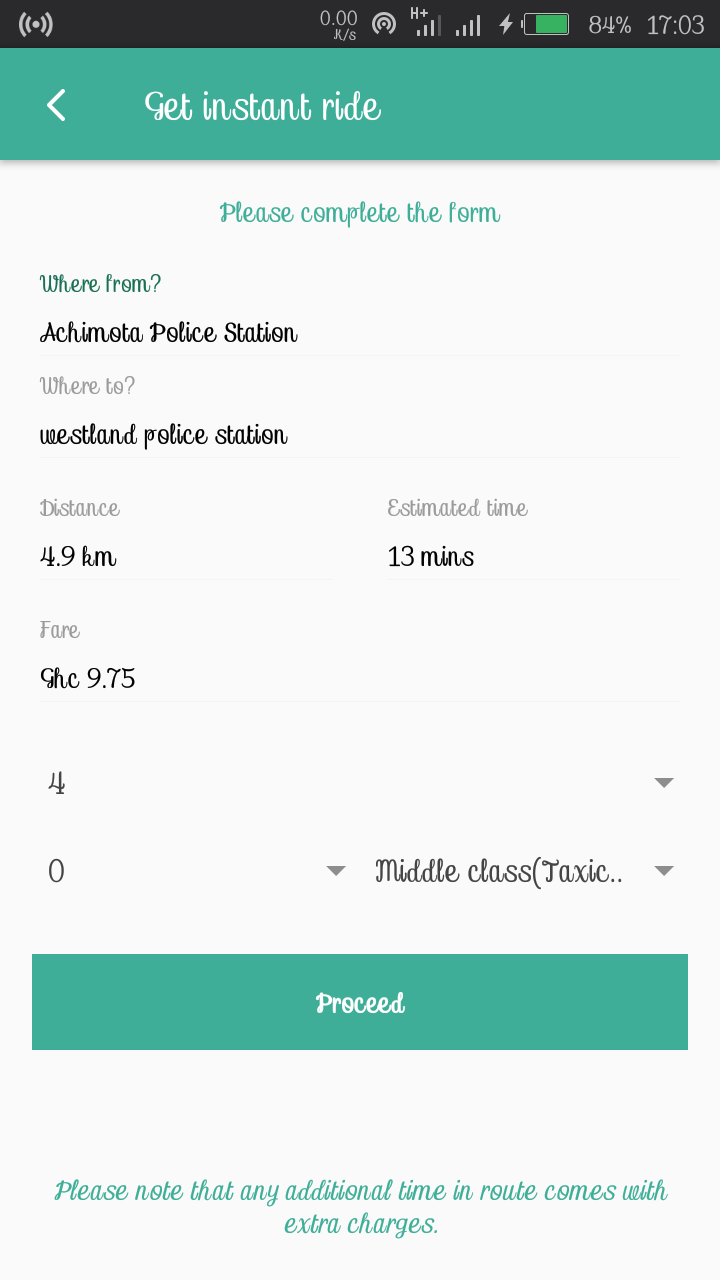 0.00
K/s
H+
84% 17:03
Get instant ride
Please complete the form
Where from?
Achimota Police Station
Where to?
westland police station
Distance Estimated time
4.9 km 13 mins
Fare
Ghc 9.75
4
0 Middle class(Taxic..
Proceed
Please note that any additional time in route comes with
extra charges.